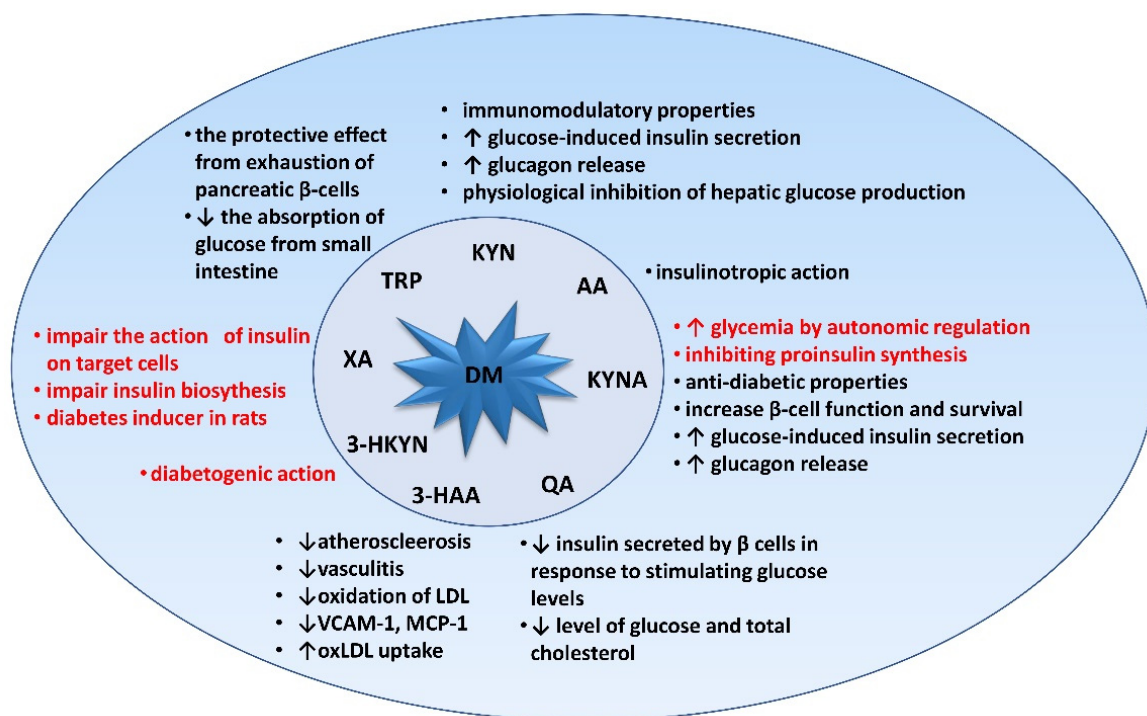 • immunomodulatory properties
• ↑ glucose-induced insulin secretion
• ↑ glucagon release
• physiological inhibition of hepatic glucose production
• the protective effect
from exhaustion of
pancreatic β-cells
• ↓ the absorption of
glucose from small
intestine
KYN
TRP
AA
XA
DM
KYNA
3-HKYN
3-HAA
QA
• insulinotropic action
• ↑ glycemia by autonomic regulation
• inhibiting proinsulin synthesis
• anti-diabetic properties
• increase β-cell function and survival
• ↑ glucose-induced insulin secretion
• ↑ glucagon release
• impair the action of insulin
on target cells
• impair insulin biosythesis
• diabetes inducer in rats
• diabetogenic action
• ↓atheroscleerosis
• ↓vasculitis
• ↓oxidation of LDL
• ↓VCAM-1, MCP-1
• ↑oxLDL uptake
• ↓ insulin secreted by β cells in
response to stimulating glucose
levels
• ↓ level of glucose and total
cholesterol